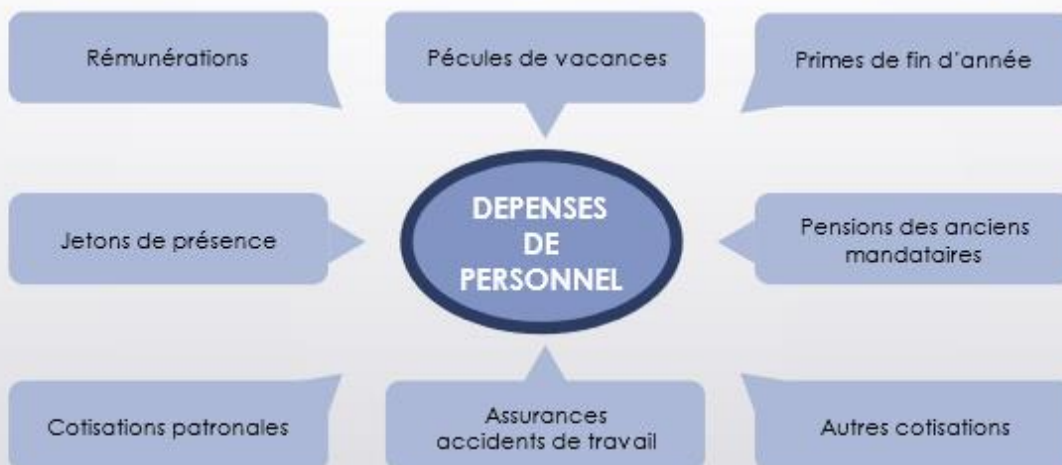 Rémunérations
Pécules de vacances
Primes de fin d'année
Jetons de présence
DEPENSES
DE
PERSONNEL
Pensions des anciens
mandataires
Cotisations patronales
Assurances
accidents de travail
Autres cotisations